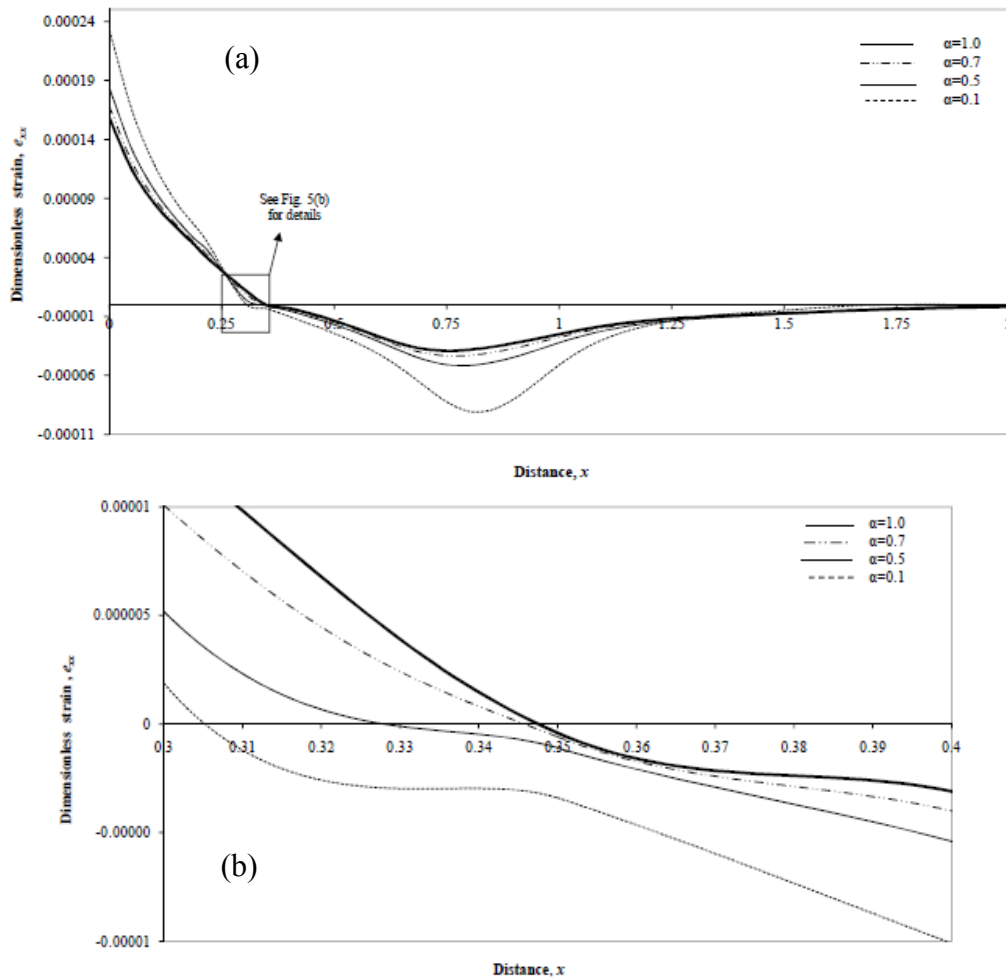 0.00024
(a)
α=1.0
α=0.7
α=0.5
α=0.1
0.00019
0.00014
0.00009
0.00004
-0.00001
-0.00006
-0.00011
Dimensionless strain, eₓₓ
See Fig. 5(b)
for details
0 0.25 0.5 0.75 1 1.25 1.5 1.75
Distance, x
0.00001
α=1.0
α=0.7
α=0.5
α=0.1
0.000005
0
-0.00000
-0.00001
Dimensionless strain , eₓₓ
0.3 0.31 0.32 0.33 0.34 0.35 0.36 0.37 0.38 0.39 0.4
(b)
Distance, x